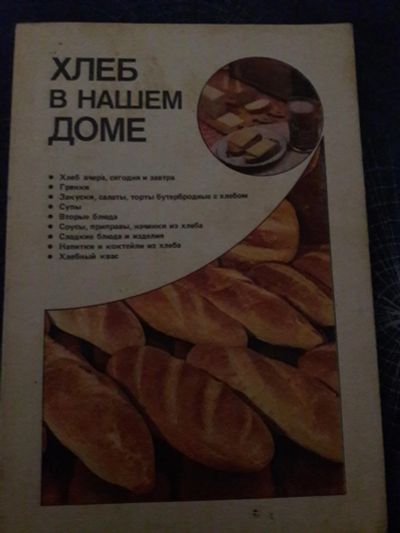 ХЛЕБ
В НАШЕМ
ДОМЕ
Хлеб вчера, сегодня и завтра
Гренки
Закуски, салаты, торты бутербродные с хлебом
Супы
Вторые блюда
Соусы, приправы, начинки из хлеба
Сладкие блюда и изделия
Напитки и коктейли из хлеба
Хлебный квас